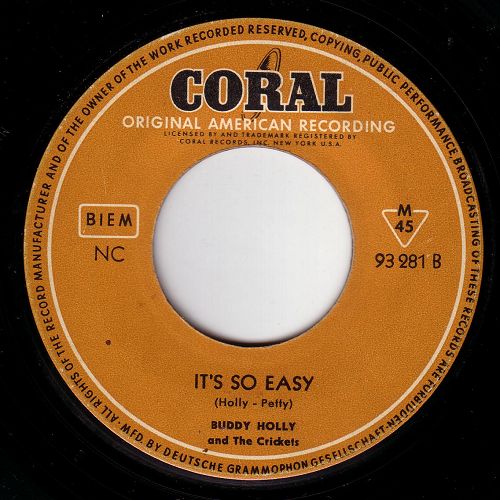 CORAL
ORIGINAL AMERICAN RECORDING
LICENSED BY AND TRADEMARK REGISTERED BY
CORAL RECORDS, INC. NEW YORK U.S.A.
BIEM
NC
M
45
93 281 B
IT'S SO EASY
(Holly - Petty)
BUDDY HOLLY
and The Crickets
ALL RIGHTS OF THE RECORD MANUFACTURER AND OF THE OWNER OF THE WORK RECORDED RESERVED, COPYING, PUBLIC PERFORMANCE, BROADCASTING OF THESE RECORDS ARE FORBIDDEN·
MFD. BY DEUTSCHE GRAMMOPHON GESELLSCHAFT-AFTER-